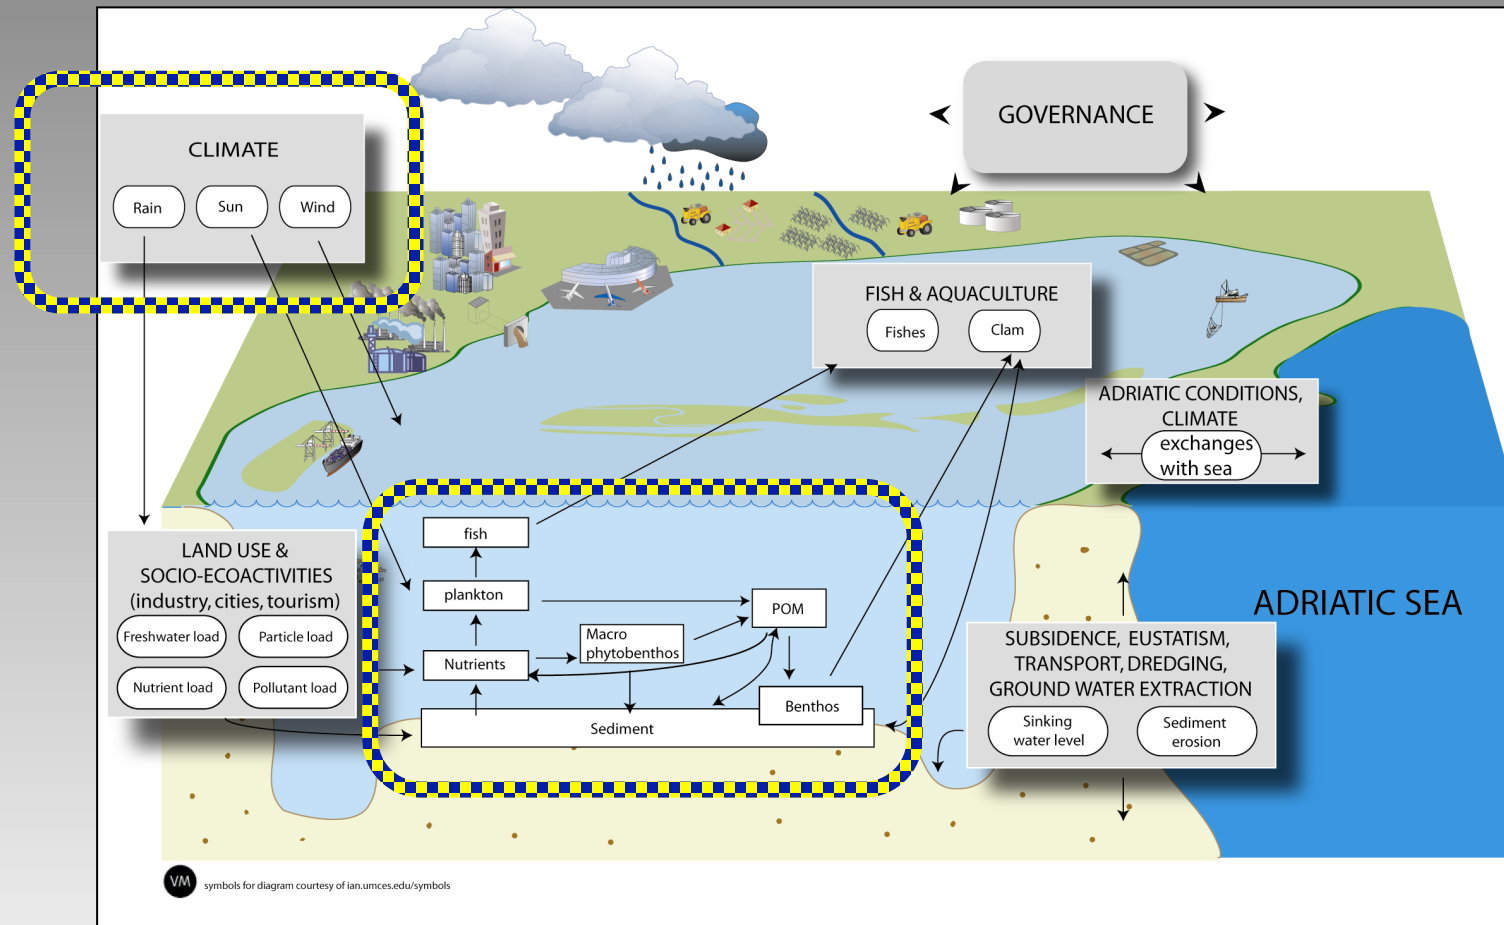 CLIMATE
Rain
Sun
Wind
GOVERNANCE
FISH & AQUACULTURE
Fishes
Clam
ADRIATIC CONDITIONS,
CLIMATE
exchanges
with sea
fish
plankton
Nutrients
Macro
phytobenthos
POM
Benthos
Sediment
LAND USE &
SOCIO-ECOACTIVITIES
(industry, cities, tourism)
Freshwater load
Particle load
Nutrient load
Pollutant load
ADRIATIC SEA
SUBSIDENCE, EUSTATISM,
TRANSPORT, DREDGING,
GROUND WATER EXTRACTION
Sinking
water level
Sediment
erosion
VM
symbols for diagram courtesy of ian.umces.edu/symbols